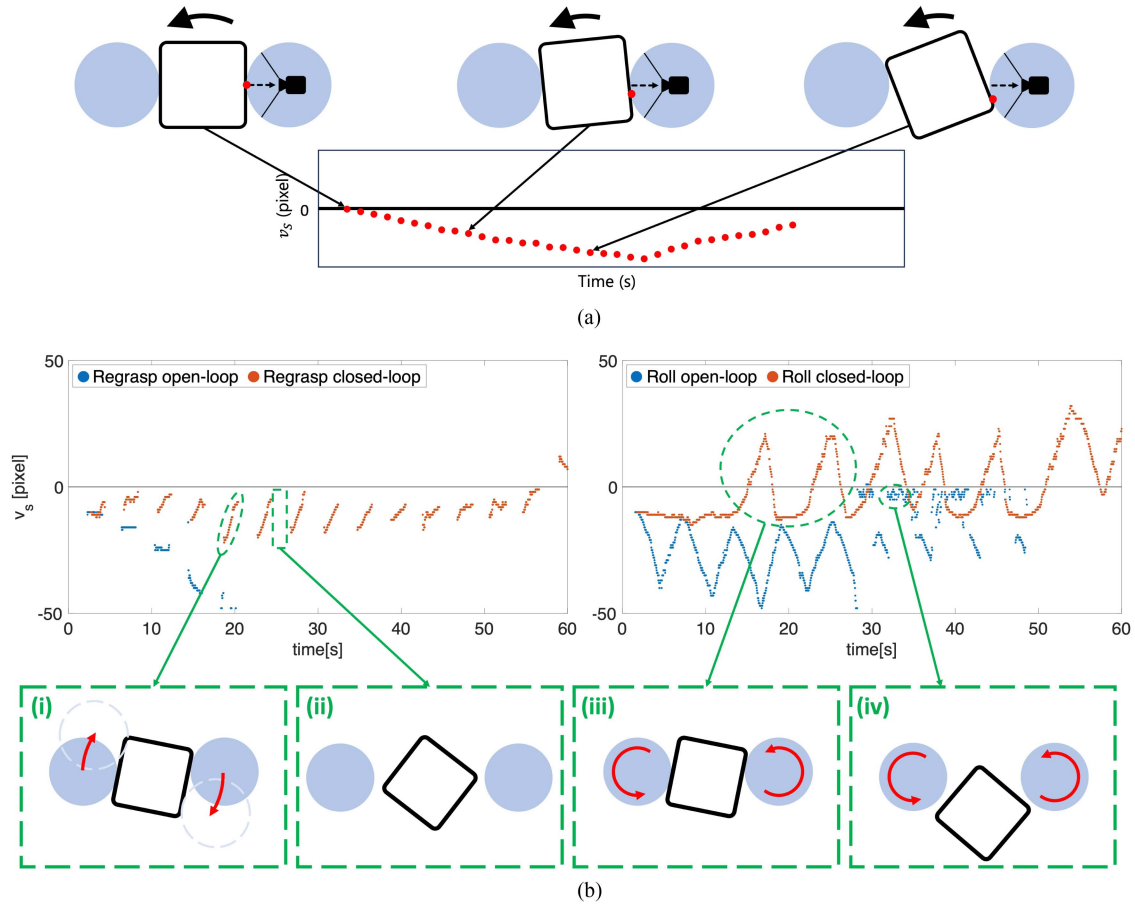 v_S (pixel)
0
Time (s)
(a)
50
0
-50
v_s [pixel]
Regrasp open-loop Regrasp closed-loop
0 10 20 30 40 50 60
time[s]
50
0
-50
Roll open-loop Roll closed-loop
0 10 20 30 40 50 60
time[s]
(i)
(ii)
(iii)
(iv)
(b)